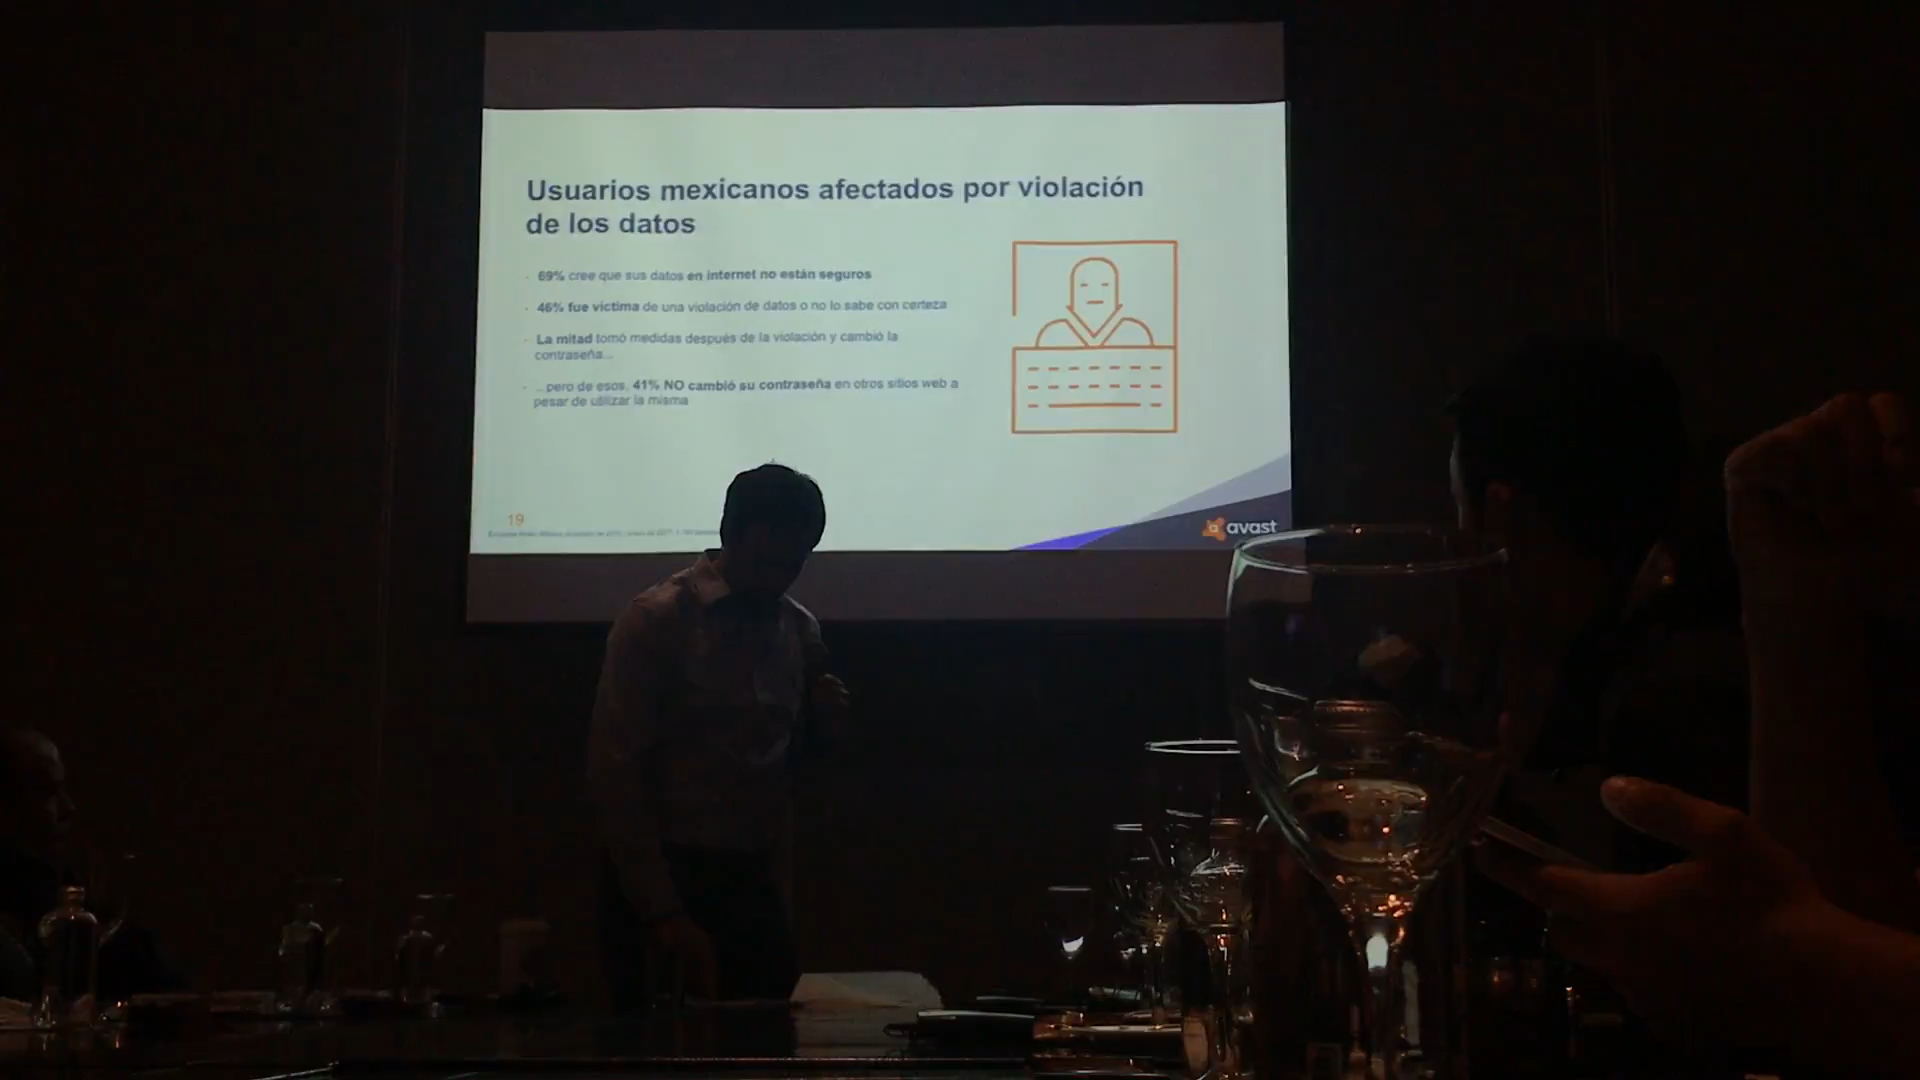 Usuarios mexicanos afectados por violación
de los datos
- 69% cree que sus datos en internet no están seguros
- 46% fue víctima de una violación de datos o no lo sabe con certeza
- La mitad tomó medidas después de la violación y cambió la
contraseña...
- ...pero de esos, 41% NO cambió su contraseña en otros sitios web a
pesar de utilizar la misma
19
avast